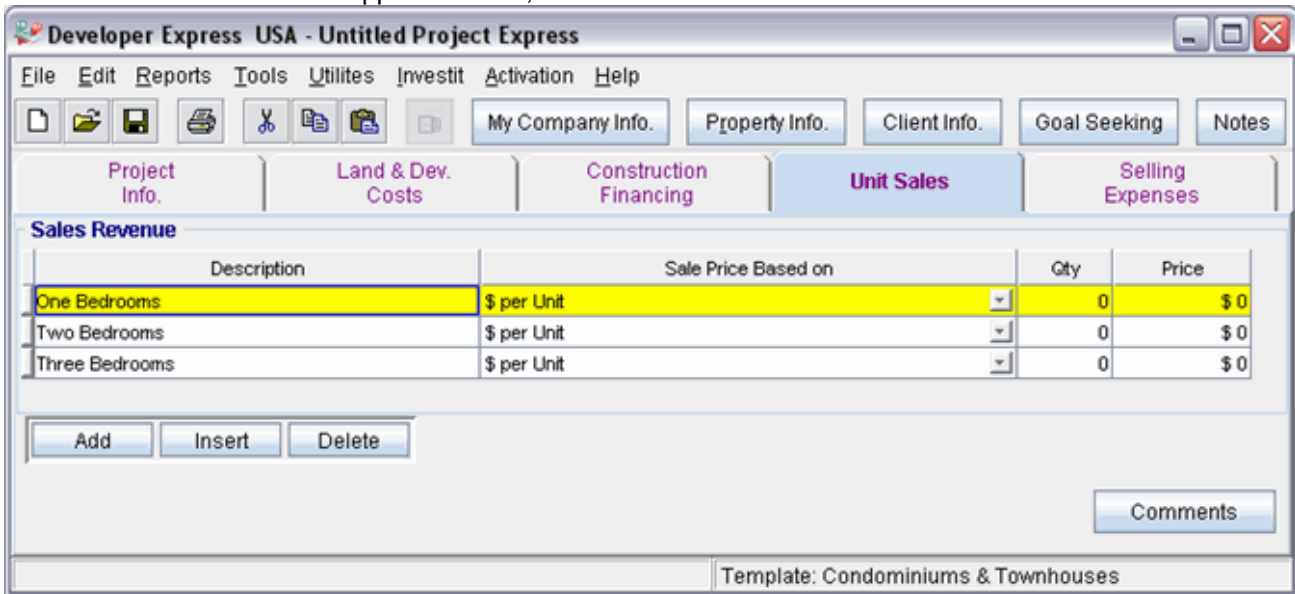 Developer Express USA - Untitled Project Express
File Edit Reports Tools Utilites Investit Activation Help
My Company Info. Property Info. Client Info. Goal Seeking Notes
Project Info. Land & Dev. Costs Construction Financing Unit Sales Selling Expenses
Sales Revenue
Description Sale Price Based on Qty Price
One Bedrooms $ per Unit 0 $ 0
Two Bedrooms $ per Unit 0 $ 0
Three Bedrooms $ per Unit 0 $ 0
Add Insert Delete
Comments
Template: Condominiums & Townhouses